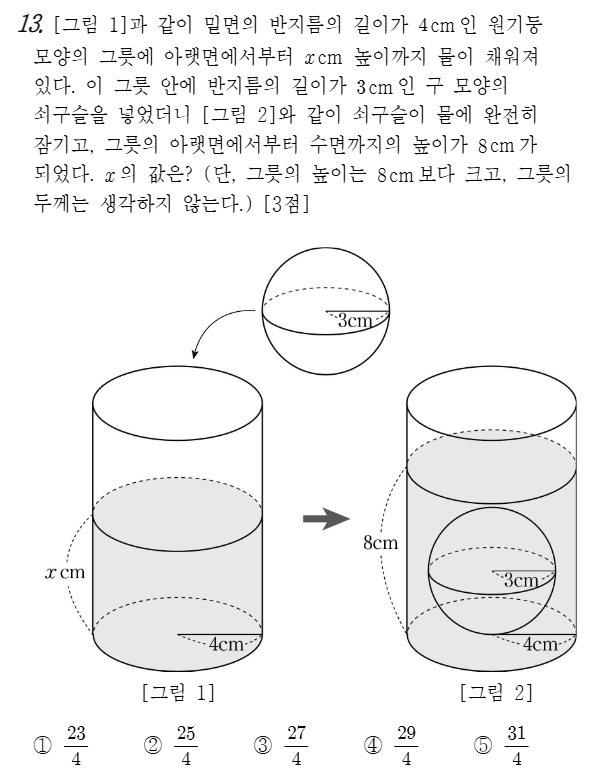 13. [그림 1]과 같이 밑면의 반지름의 길이가 4cm인 원기둥
모양의 그릇에 아랫면에서부터 x cm 높이까지 물이 채워져
있다. 이 그릇 안에 반지름의 길이가 3cm인 구 모양의
쇠구슬을 넣었더니 [그림 2]와 같이 쇠구슬이 물에 완전히
잠기고, 그릇의 아랫면에서부터 수면까지의 높이가 8cm가
되었다. x의 값은? (단, 그릇의 높이는 8cm보다 크고, 그릇의
두께는 생각하지 않는다.) [3점]
3cm
x cm
4cm
8cm
3cm
4cm
[그림 1]
[그림 2]
① 23/4 ② 25/4 ③ 27/4 ④ 29/4 ⑤ 31/4